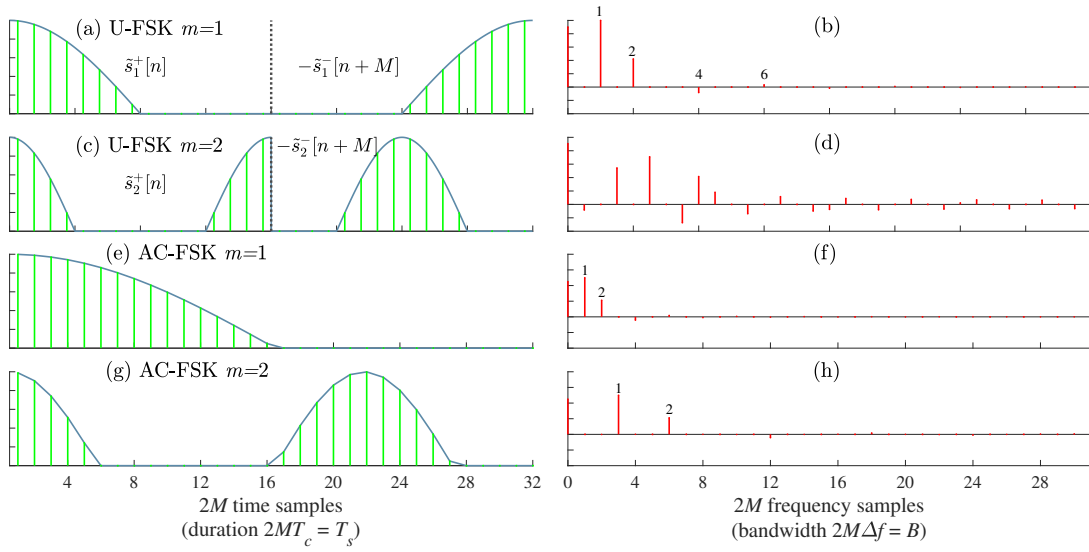 (a) U-FSK m=1
s̃₁⁺[n]
−s̃₁⁻[n + M]
(b)
1
2
4
6
(c) U-FSK m=2
s̃₂⁺[n]
−s̃₂⁻[n + M]
(d)
(e) AC-FSK m=1
(f)
1
2
(g) AC-FSK m=2
(h)
1
2
4 8 12 16 20 24 28 32
2M time samples
(duration 2MT_c = T_s)
0 4 8 12 16 20 24 28
2M frequency samples
(bandwidth 2MΔf = B)